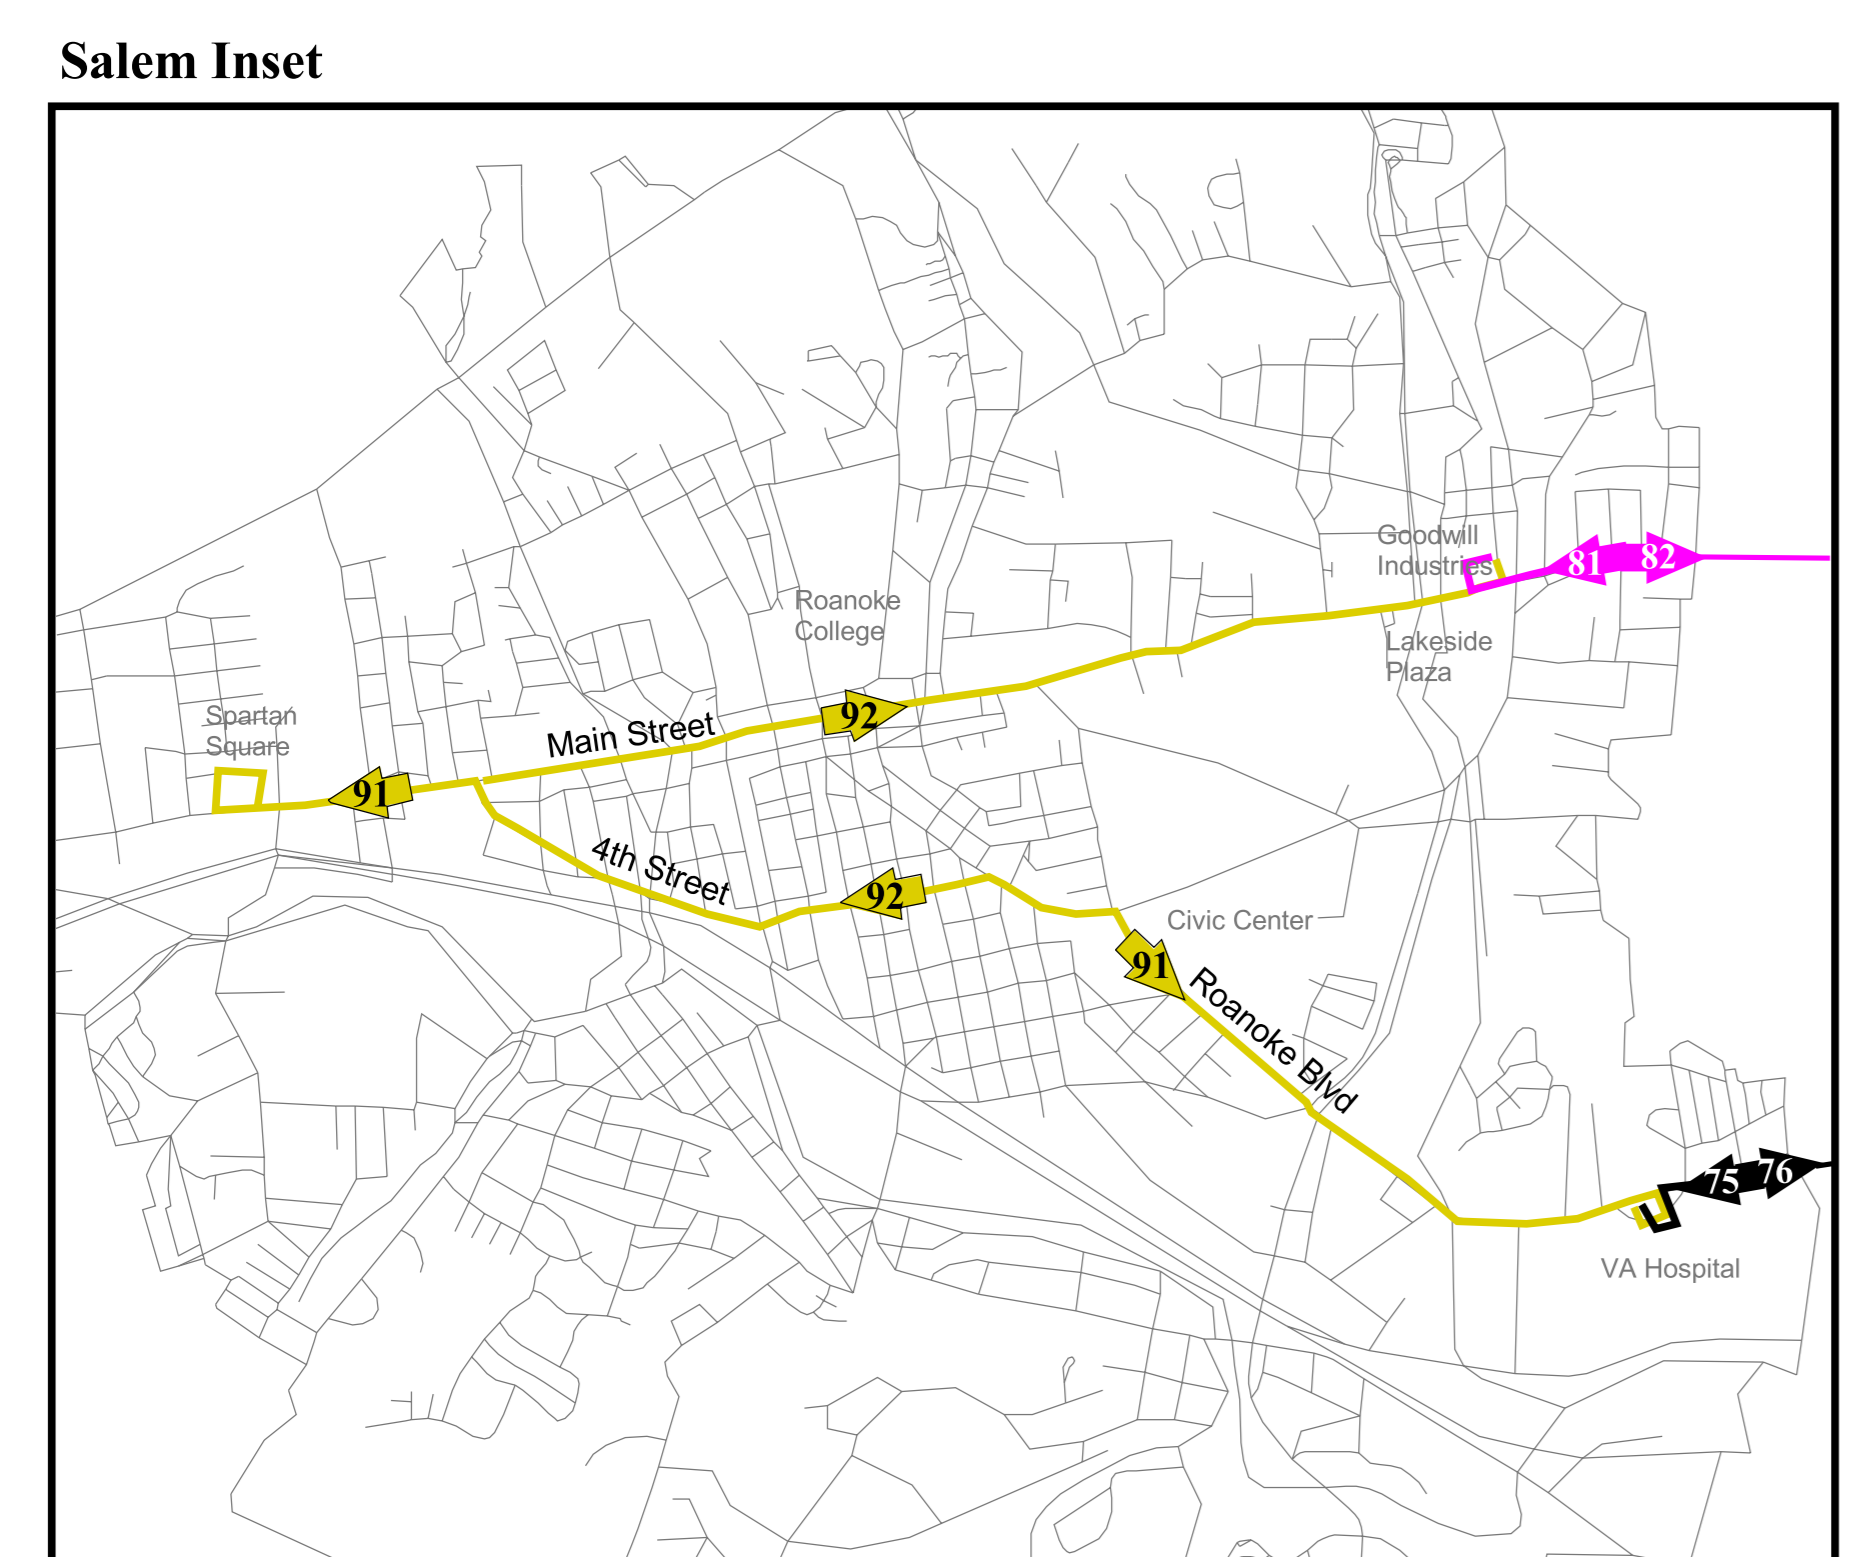 Salem Inset
Goodwill
Industries
81
82
Roanoke
College
Lakeside
Plaza
Spartan
Square
Main Street
92
91
4th Street
92
Civic Center
91
Roanoke Blvd
75
76
VA Hospital